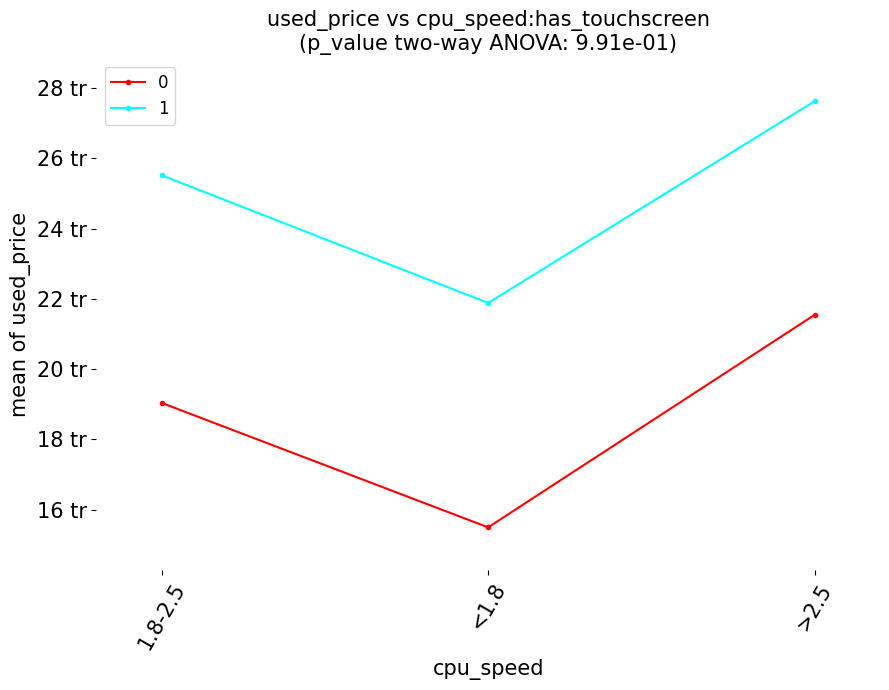 used_price vs cpu_speed:has_touchscreen
(p_value two-way ANOVA: 9.91e-01)
0
1
28 tr
26 tr
24 tr
22 tr
20 tr
18 tr
16 tr
mean of used_price
1.8-2.5
<1.8
>2.5
cpu_speed